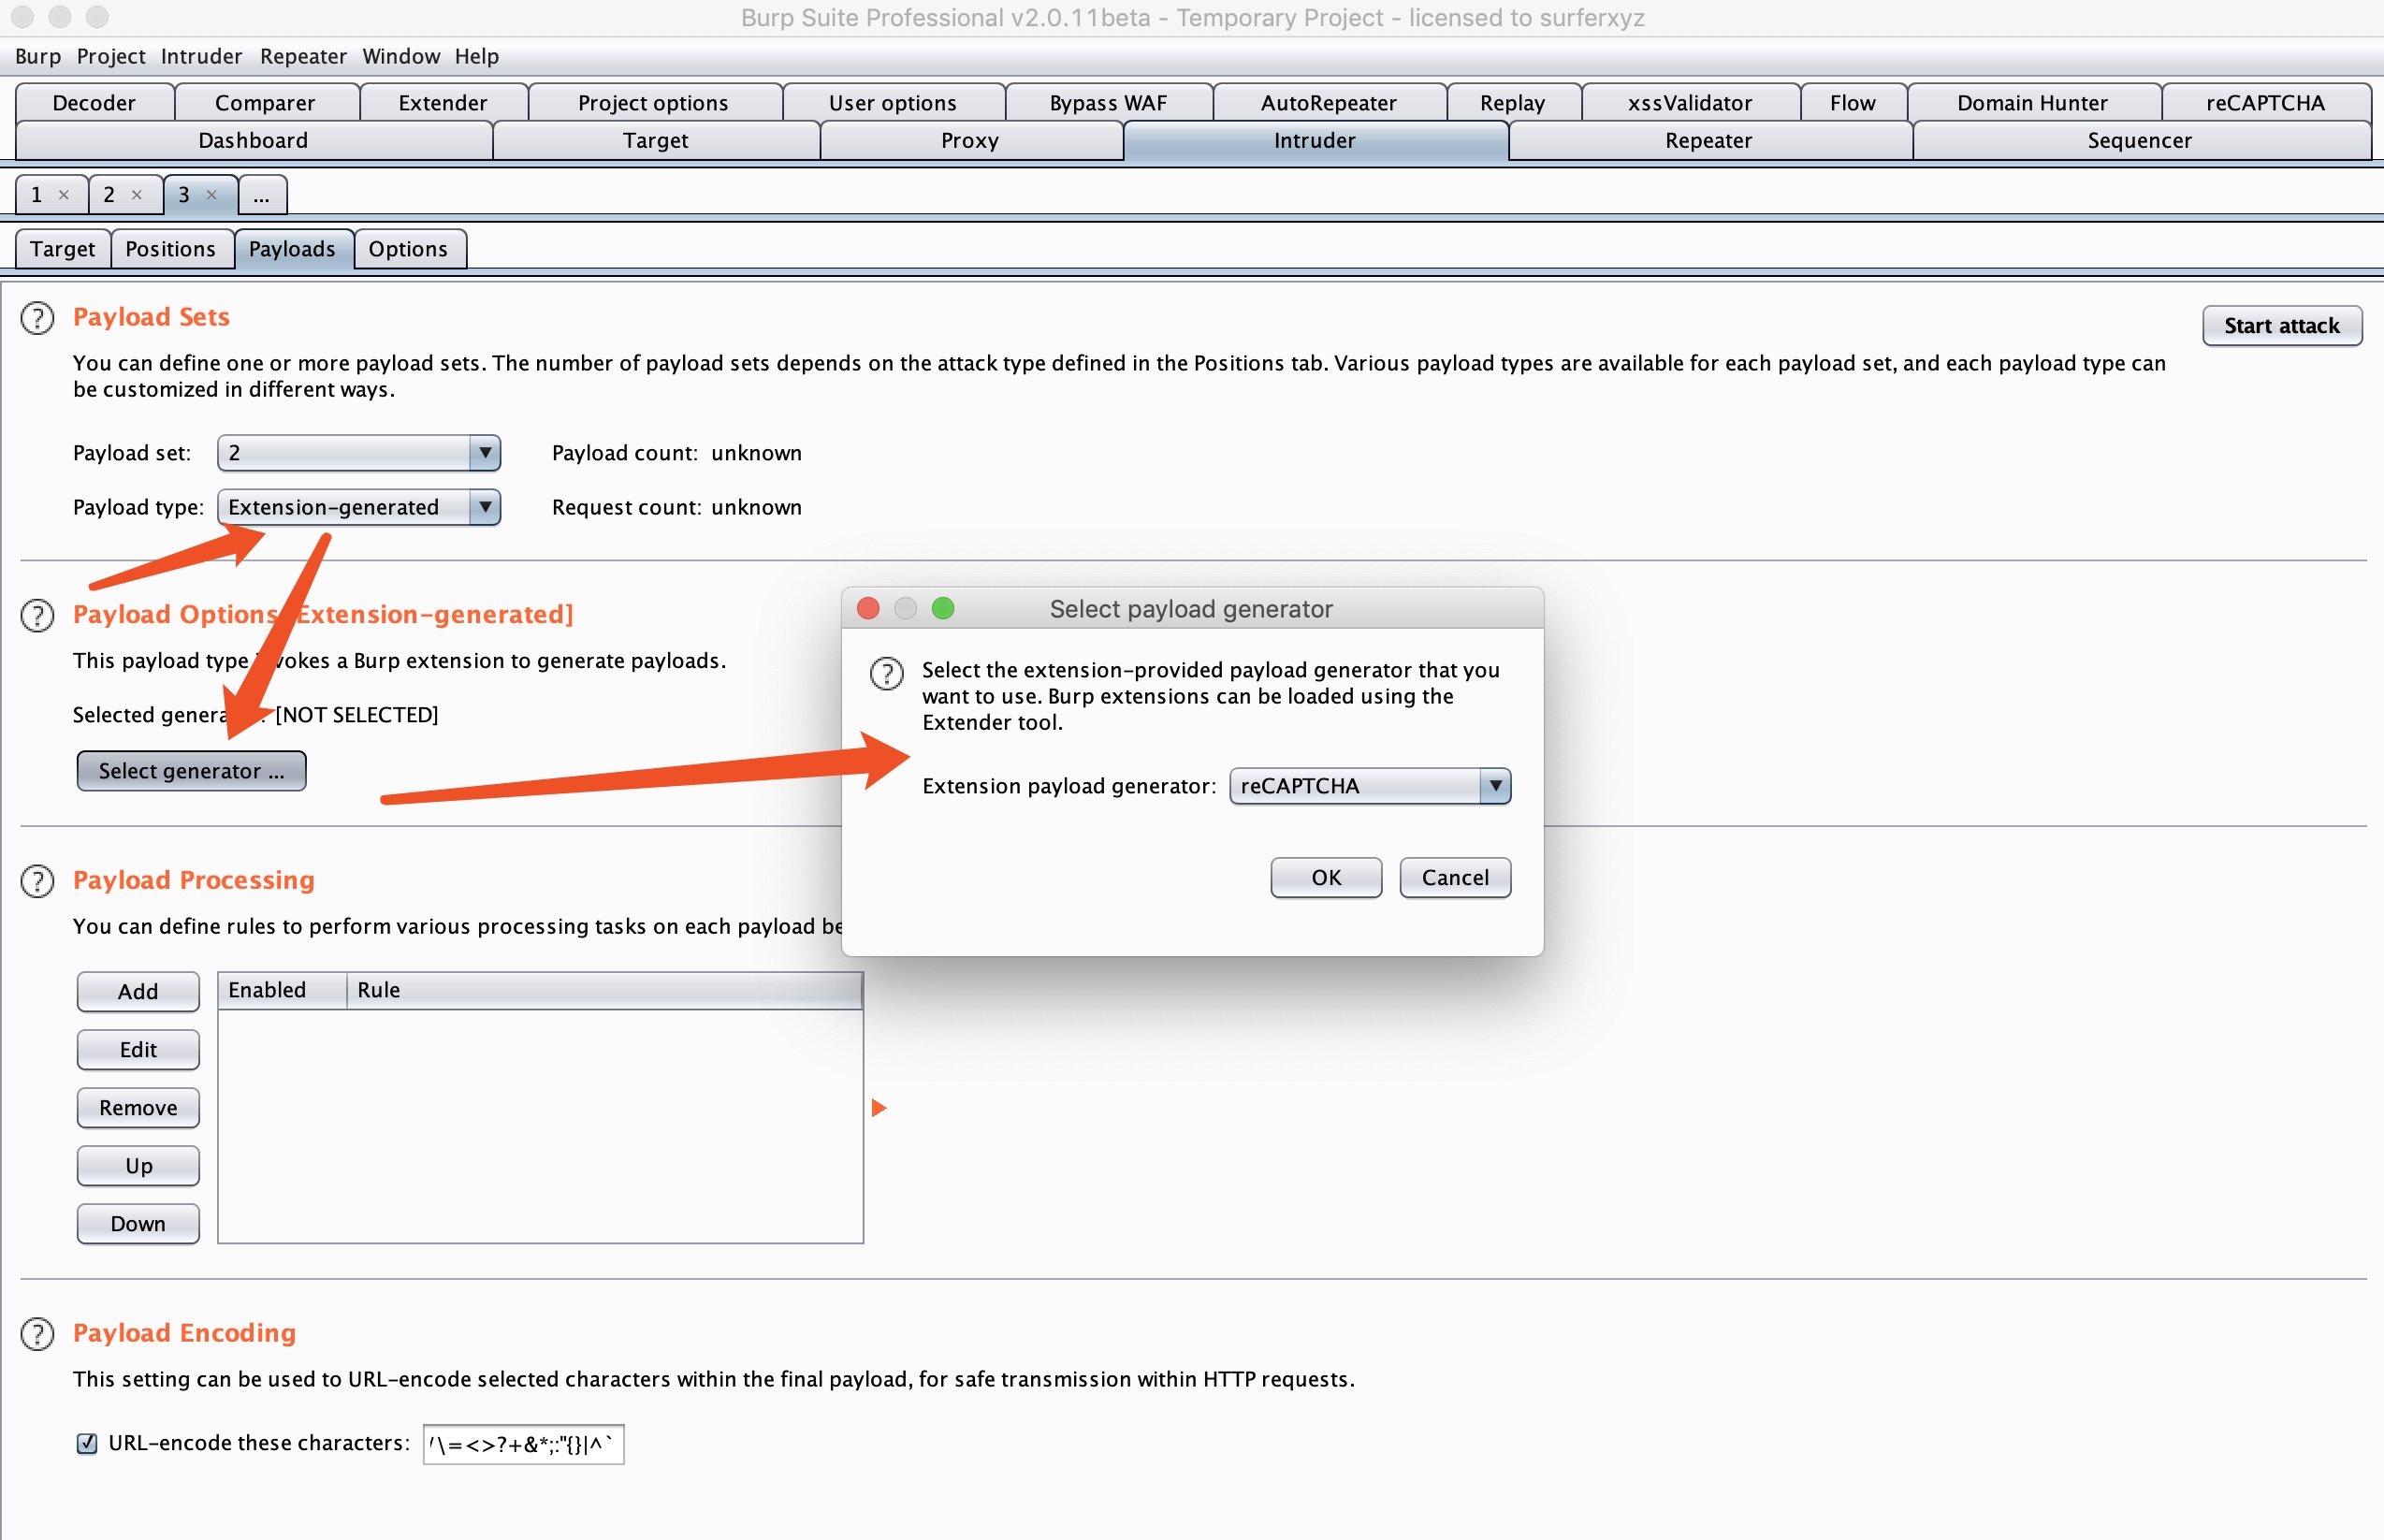 Burp Suite Professional v2.0.11beta - Temporary Project - licensed to surferxyz
Burp Project Intruder Repeater Window Help
Decoder Comparer Extender Project options User options Bypass WAF AutoRepeater Replay xssValidator Flow Domain Hunter reCAPTCHA
Dashboard Target Proxy Intruder Repeater Sequencer
1 × 2 × 3 × ...
Target Positions Payloads Options
? Payload Sets
Start attack
You can define one or more payload sets. The number of payload sets depends on the attack type defined in the Positions tab. Various payload types are available for each payload set, and each payload type can
be customized in different ways.
Payload set: 2 Payload count: unknown
Payload type: Extension-generated Request count: unknown
? Payload Options Extension-generated]
This payload type vokes a Burp extension to generate payloads.
Selected genera : [NOT SELECTED]
Select generator ...
Select payload generator
? Select the extension-provided payload generator that you
want to use. Burp extensions can be loaded using the
Extender tool.
Extension payload generator: reCAPTCHA
OK Cancel
? Payload Processing
You can define rules to perform various processing tasks on each payload be
Add
Edit
Remove
Up
Down
Enabled Rule
? Payload Encoding
This setting can be used to URL-encode selected characters within the final payload, for safe transmission within HTTP requests.
URL-encode these characters: /\=<>?+&*;:"{}|^`